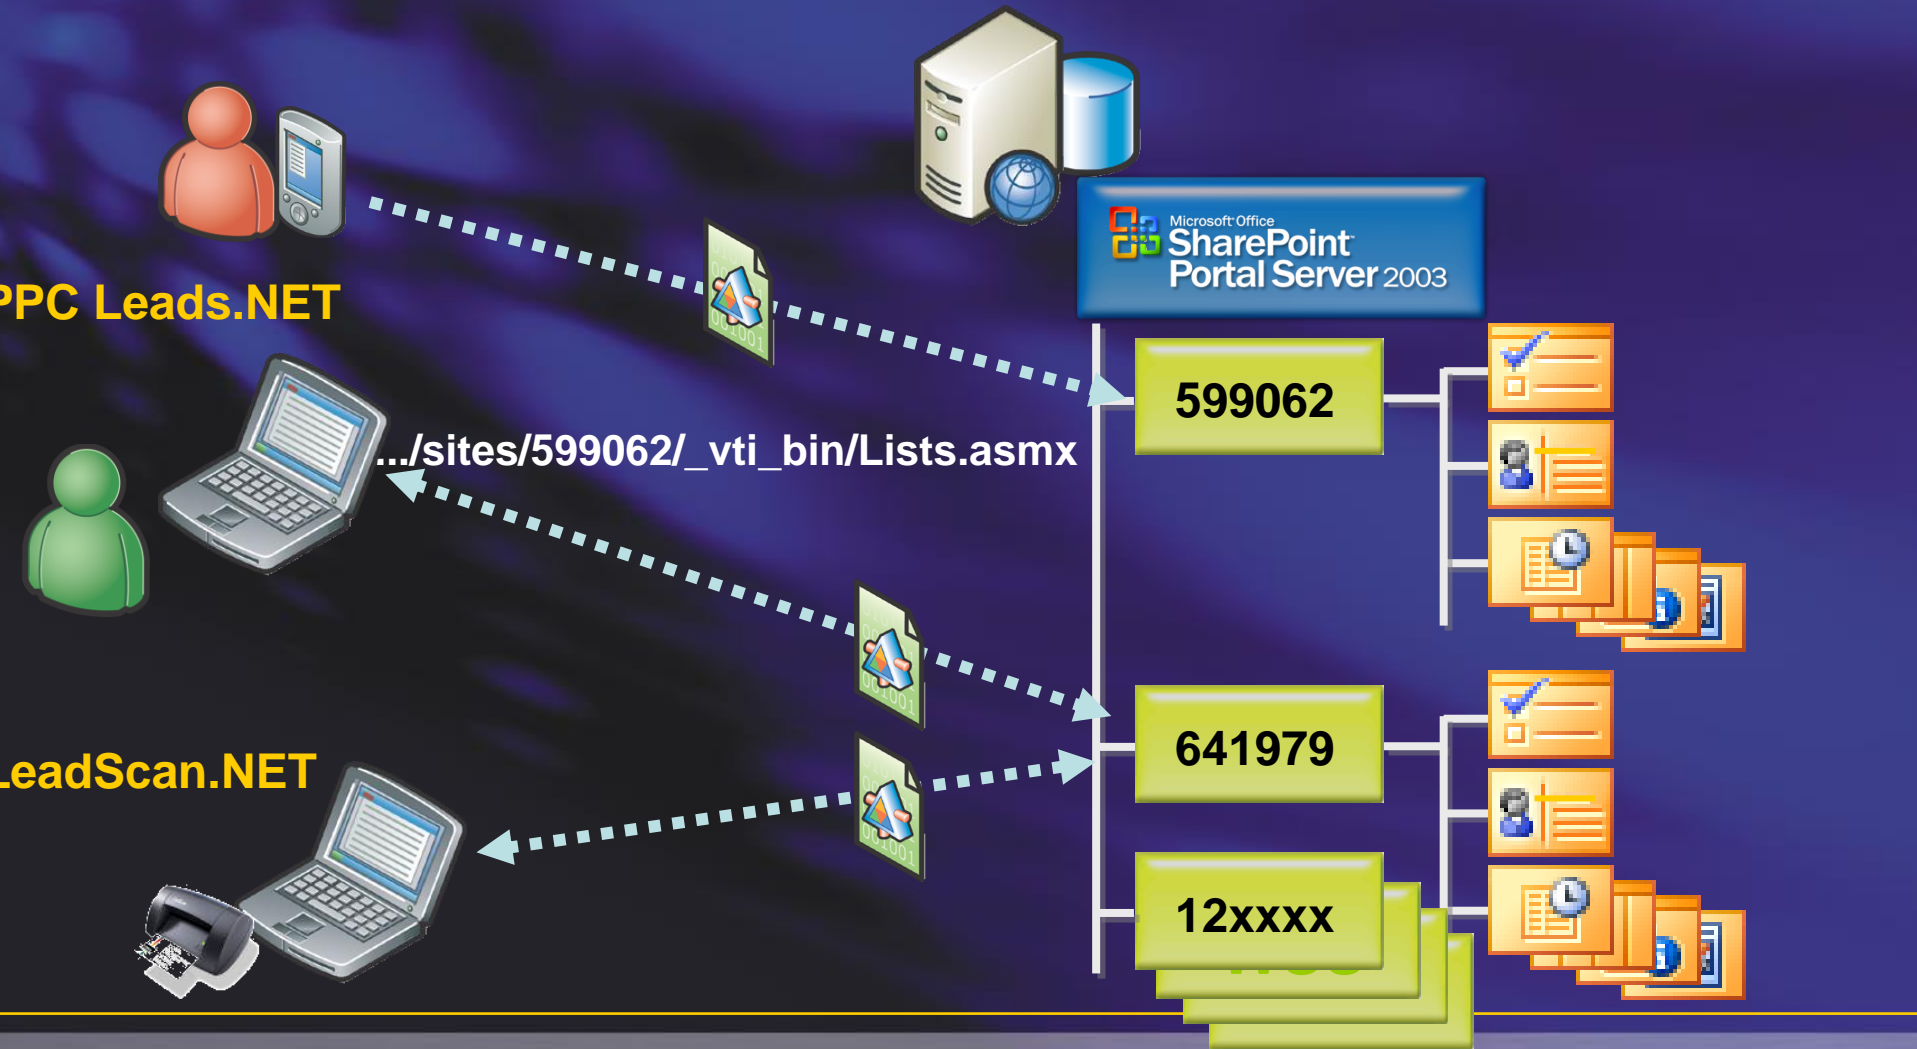 Microsoft Office
SharePoint
Portal Server 2003
PPC Leads.NET
599062
.../sites/599062/_vti_bin/Lists.asmx
641979
LeadScan.NET
12xxxx